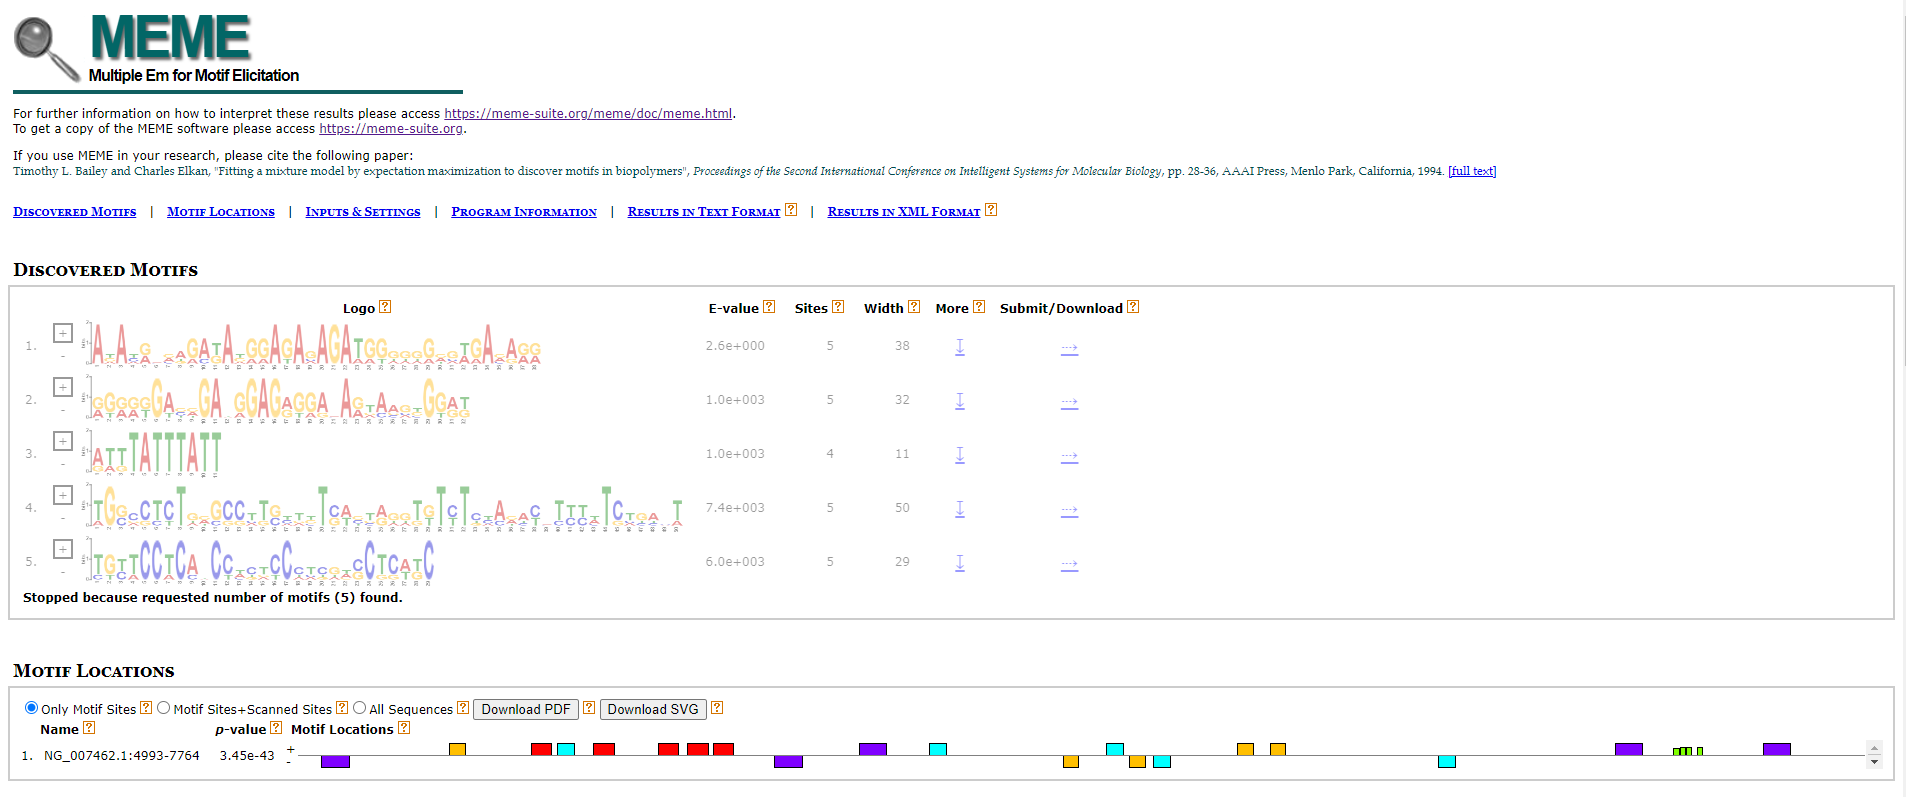 MEME
Multiple Em for Motif Elicitation
For further information on how to interpret these results please access https://meme-suite.org/meme/doc/meme.html.
To get a copy of the MEME software please access https://meme-suite.org.
If you use MEME in your research, please cite the following paper:
Timothy L. Bailey and Charles Elkan, "Fitting a mixture model by expectation maximization to discover motifs in biopolymers", Proceedings of the Second International Conference on Intelligent Systems for Molecular Biology, pp. 28-36, AAAI Press, Menlo Park, California, 1994. [full text]
Discovered Motifs | Motif Locations | Inputs & Settings | Program Information | Results in Text Format ? | Results in XML Format ?
Discovered Motifs
Logo ? E-value ? Sites ? Width ? More ? Submit/Download ?
1. + - 2.6e+000 5 38
2. + - 1.0e+003 5 32
3. + - 1.0e+003 4 11
4. + - 7.4e+003 5 50
5. + - 6.0e+003 5 29
Stopped because requested number of motifs (5) found.
Motif Locations
Only Motif Sites ? Motif Sites+Scanned Sites ? All Sequences ? Download PDF ? Download SVG ?
Name ? p-value ? Motif Locations ?
1. NG_007462.1:4993-7764 3.45e-43 + -